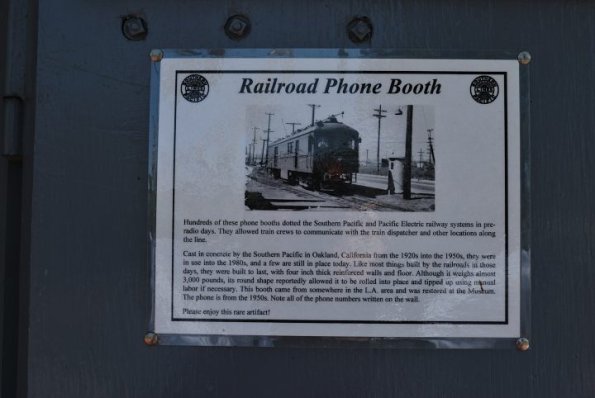 Railroad Phone Booth
SOUTHERN
LINES
PACIFIC
SOUTHERN
LINES
PACIFIC
Hundreds of these phone booths dotted the Southern Pacific and Pacific Electric railway systems in pre-
radio days. They allowed train crews to communicate with the train dispatcher and other locations along
the line.
Cast in concrete by the Southern Pacific in Oakland, California from the 1920s into the 1950s, they were
in use into the 1980s, and a few are still in place today. Like most things built by the railroads in those
days, they were built to last, with four inch thick reinforced walls and floor. Although it weighs almost
3,000 pounds, its round shape reportedly allowed it to be rolled into place and tipped up using manual
labor if necessary. This booth came from somewhere in the L.A. area and was restored at the Museum.
The phone is from the 1950s. Note all of the phone numbers written on the wall.
Please enjoy this rare artifact!